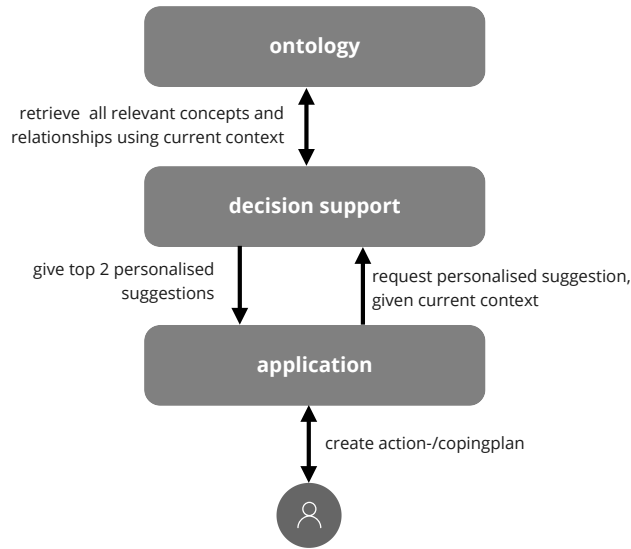 ontology
retrieve all relevant concepts and
relationships using current context
decision support
give top 2 personalised
suggestions
request personalised suggestion,
given current context
application
create action-/copingplan